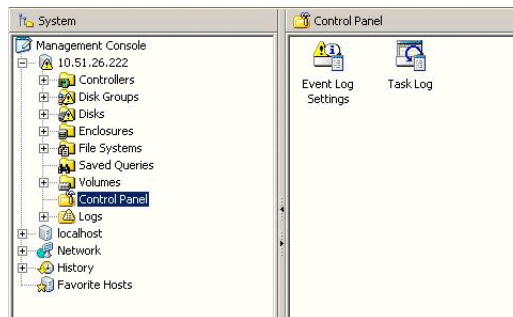 System
Management Console
10.51.26.222
Controllers
Disk Groups
Disks
Enclosures
File Systems
Saved Queries
Volumes
Control Panel
Logs
localhost
Network
History
Favorite Hosts
Control Panel
Event Log
Settings
Task Log